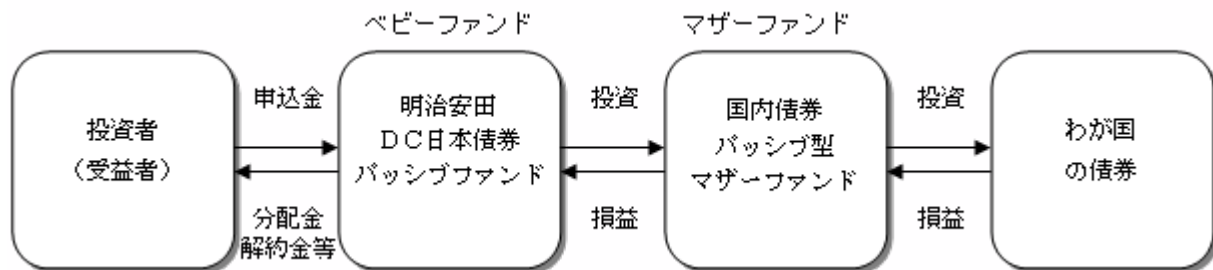 ベビーファンド
マザーファンド
投資者
（受益者）
申込金
分配金
解約金等
明治安田
ＤＣ日本債券
パッシブファンド
投資
損益
国内債券
パッシブ型
マザーファンド
投資
損益
わが国
の債券